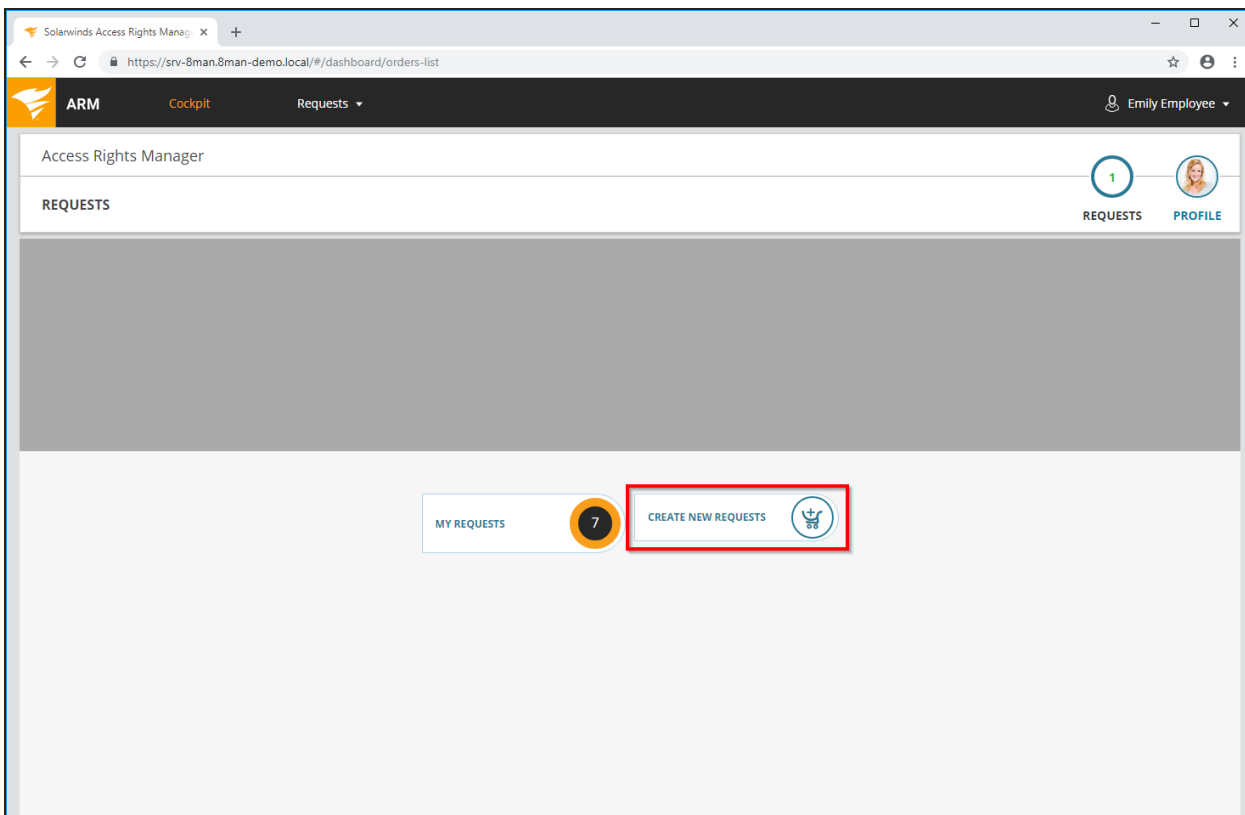 Solarwinds Access Rights Manag
https://srv-8man.8man-demo.local/#/dashboard/orders-list
ARM Cockpit Requests Emily Employee
Access Rights Manager
REQUESTS
1
REQUESTS PROFILE
MY REQUESTS 7 CREATE NEW REQUESTS